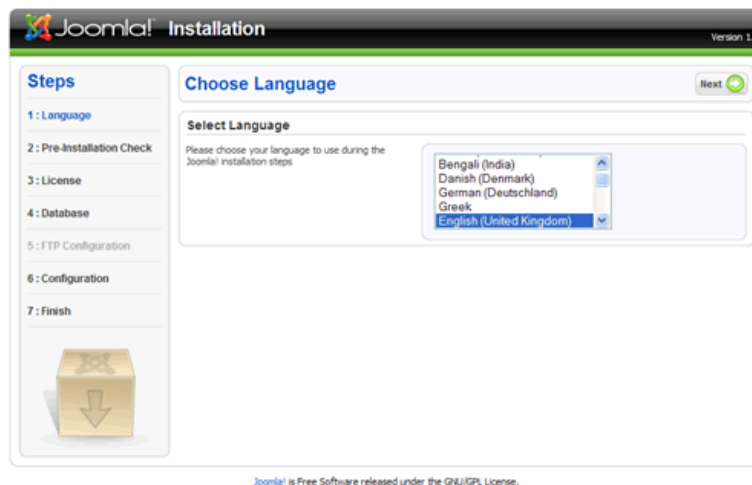 Joomla! Installation
Version 1.
Steps
1 : Language
2 : Pre-Installation Check
3 : License
4 : Database
5 : FTP Configuration
6 : Configuration
7 : Finish
Choose Language
Next
Select Language
Please choose your language to use during the
Joomla! installation steps
Bengali (India)
Danish (Denmark)
German (Deutschland)
Greek
English (United Kingdom)
Joomla! is Free Software released under the GNU/GPL License.